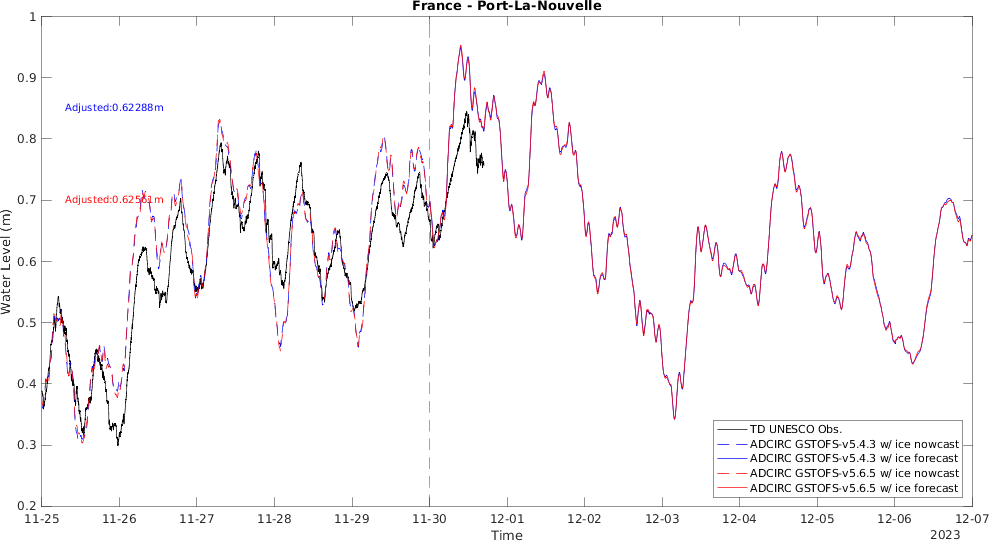 France - Port-La-Nouvelle
1
0.9
0.8
0.7
0.6
0.5
0.4
0.3
0.2
Water Level (m)
Adjusted:0.62288m
Adjusted:0.62561m
TD UNESCO Obs.
ADCIRC GSTOFS-v5.4.3 w/ ice nowcast
ADCIRC GSTOFS-v5.4.3 w/ ice forecast
ADCIRC GSTOFS-v5.6.5 w/ ice nowcast
ADCIRC GSTOFS-v5.6.5 w/ ice forecast
11-25 11-26 11-27 11-28 11-29 11-30 12-01 12-02 12-03 12-04 12-05 12-06 12-07
Time
2023